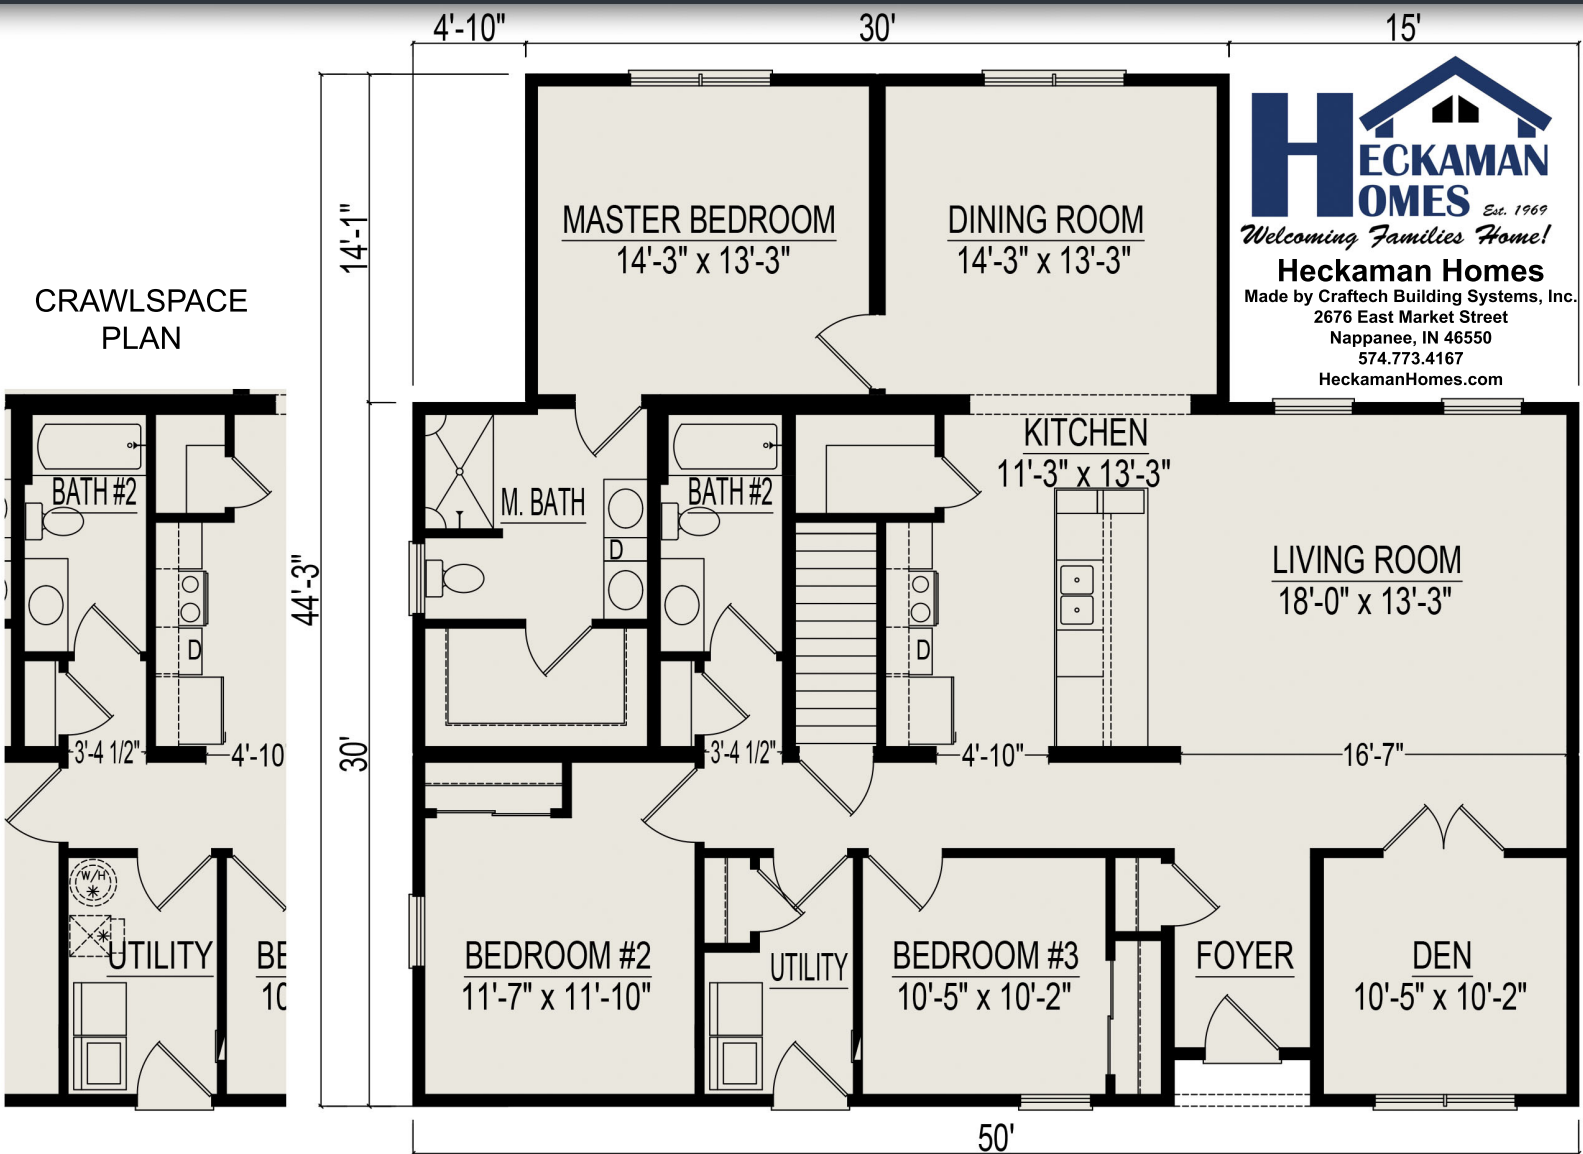 4'-10"
30'
15'
HECKAMAN
HOMES
Est. 1969
Welcoming Families Home!
Heckaman Homes
Made by Craftech Building Systems, Inc.
2676 East Market Street
Nappanee, IN 46550
574.773.4167
HeckamanHomes.com
14'-1"
MASTER BEDROOM
14'-3" x 13'-3"
DINING ROOM
14'-3" x 13'-3"
CRAWLSPACE
PLAN
BATH #2
D
3'-4 1/2"
4'-10
W/H
UTILITY
BE
10
44'-3"
30'
M. BATH
D
BATH #2
KITCHEN
11'-3" x 13'-3"
D
LIVING ROOM
18'-0" x 13'-3"
3'-4 1/2"
4'-10"
16'-7"
BEDROOM #2
11'-7" x 11'-10"
UTILITY
BEDROOM #3
10'-5" x 10'-2"
FOYER
DEN
10'-5" x 10'-2"
50'